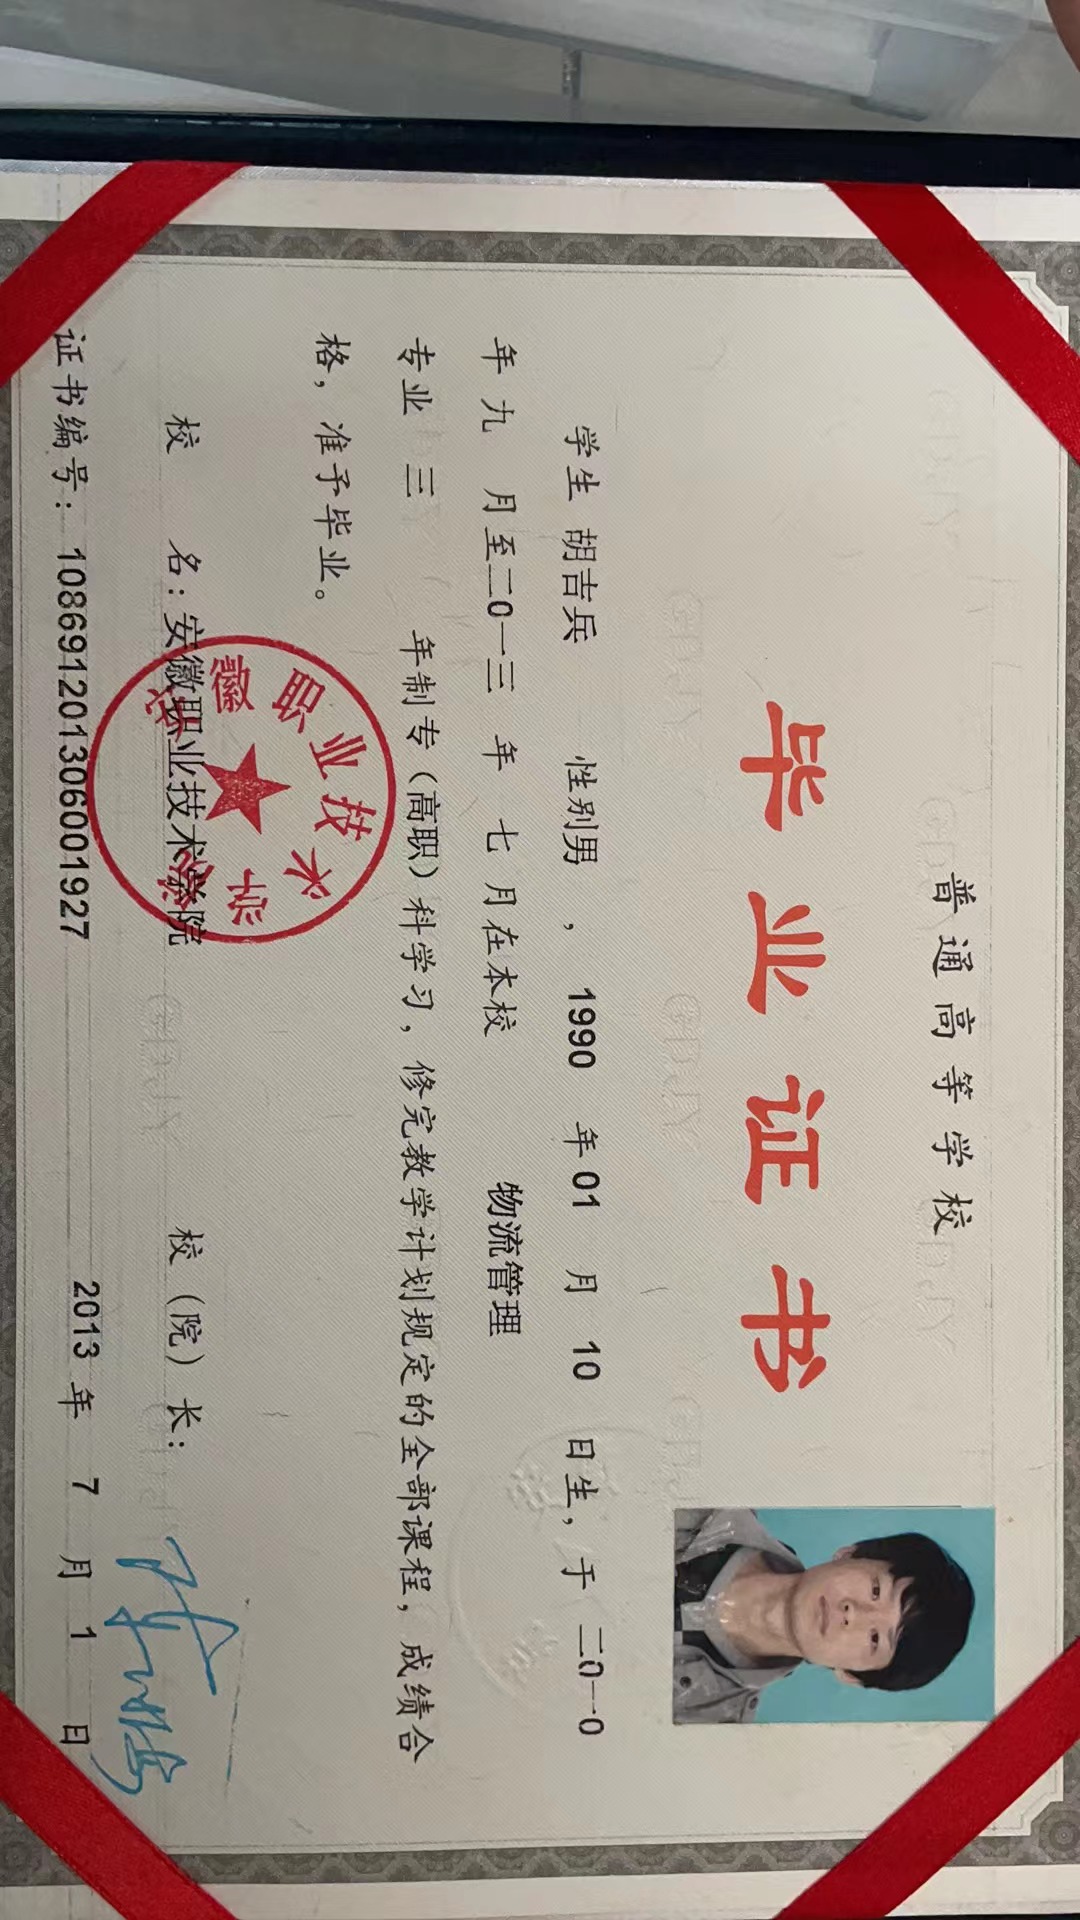 普通高等学校
毕业证书
学生 胡吉兵 性别男 ， 1990 年 01 月 10 日生，于 二0一0
年 九 月至二0一三 年 七 月在本校 物流管理
专业 三 年制专（高职）科学习，修完教学计划规定的全部课程，成绩合
格，准予毕业。
校 名：安徽职业技术学院 校（院）长：
证书编号：108691201306001927 2013 年 7 月 1 日
安徽职业技术学院